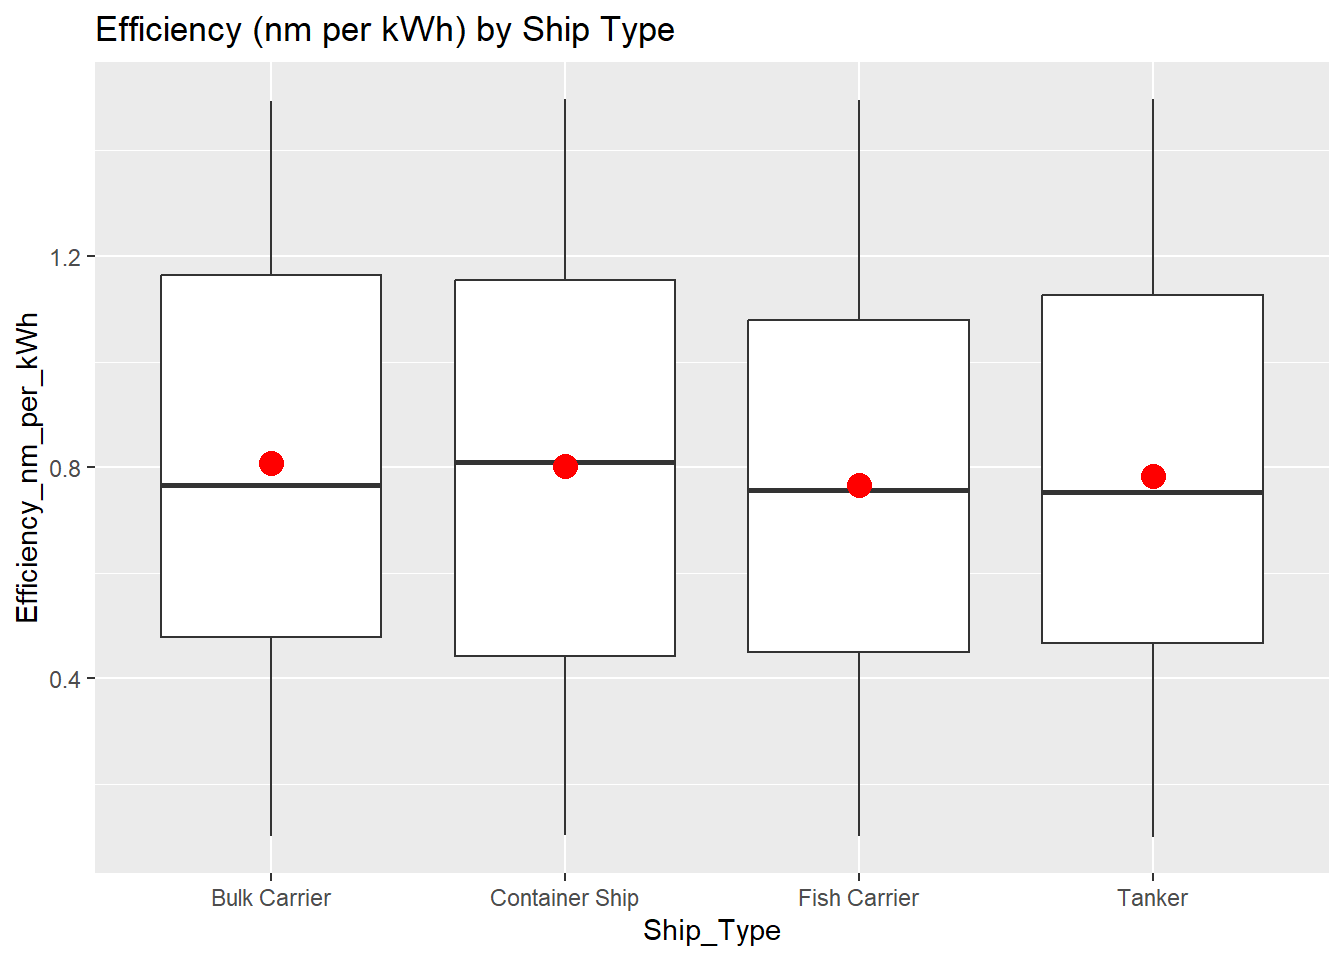 Efficiency (nm per kWh) by Ship Type
Efficiency_nm_per_kWh
1.2
0.8
0.4
Bulk Carrier
Container Ship
Fish Carrier
Tanker
Ship_Type